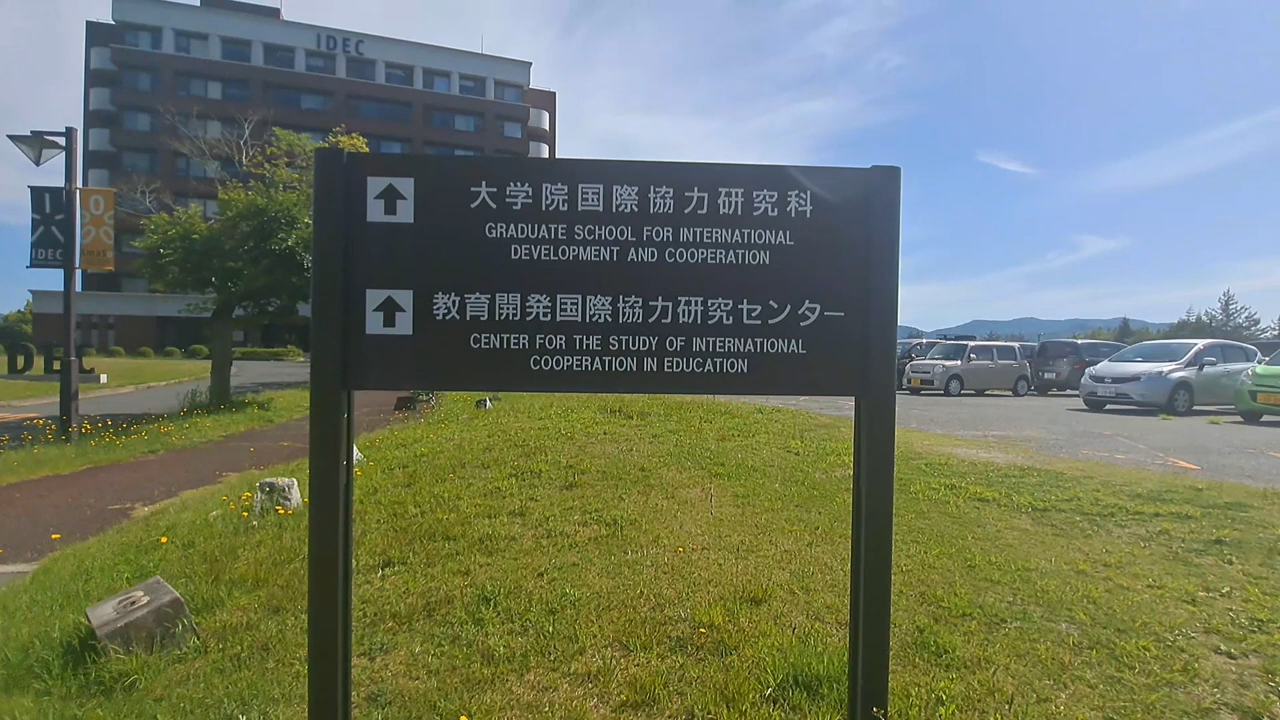 IDEC
大学院国際協力研究科
GRADUATE SCHOOL FOR INTERNATIONAL
DEVELOPMENT AND COOPERATION
教育開発国際協力研究センター
CENTER FOR THE STUDY OF INTERNATIONAL
COOPERATION IN EDUCATION
IDEC